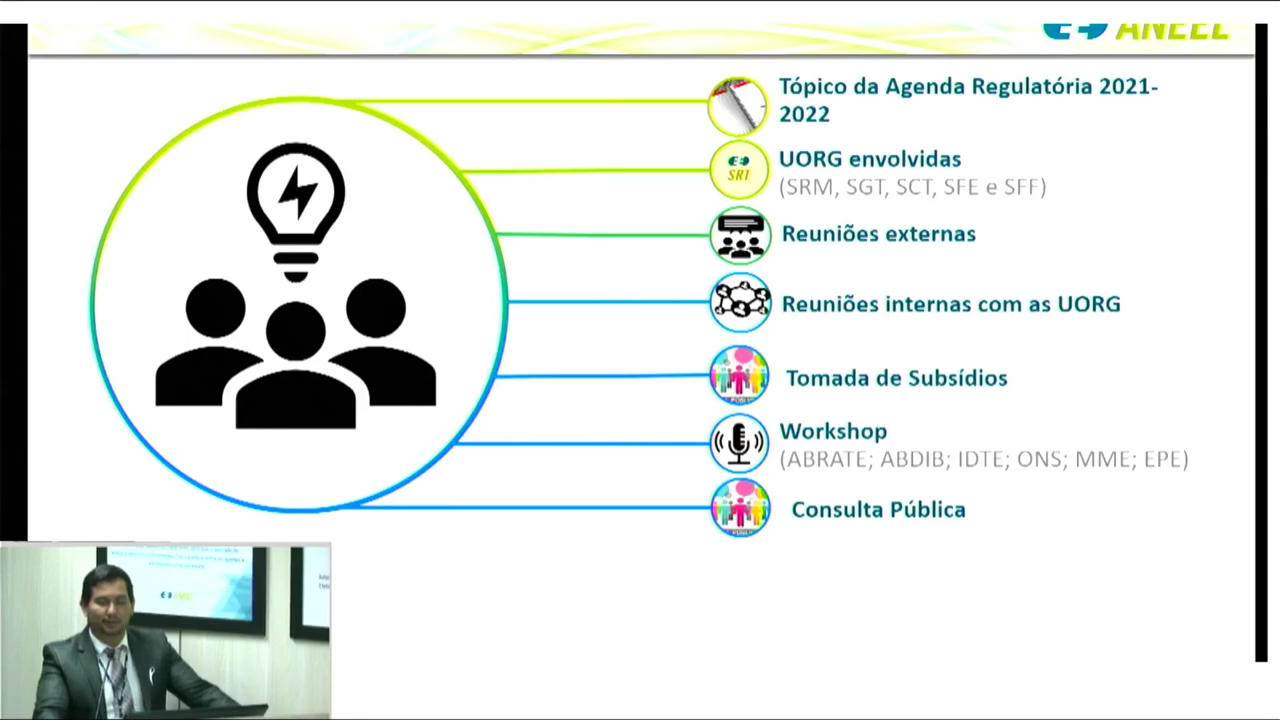 ANEEL
Tópico da Agenda Regulatória 2021-
2022
SRT
UORG envolvidas
(SRM, SGT, SCT, SFE e SFF)
Reuniões externas
Reuniões internas com as UORG
Tomada de Subsídios
Workshop
(ABRATE; ABDIB; IDTE; ONS; MME; EPE)
Consulta Pública